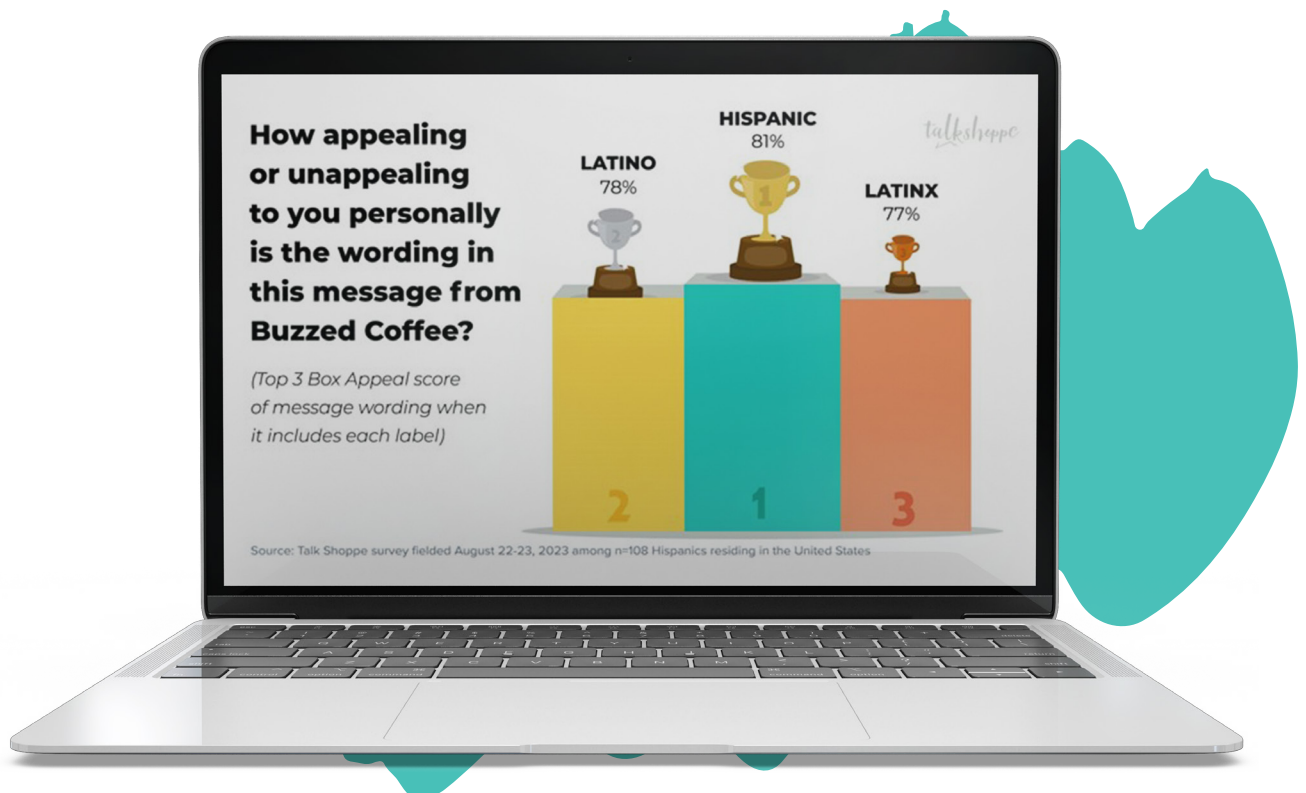 How appealing
or unappealing
to you personally
is the wording in
this message from
Buzzed Coffee?
(Top 3 Box Appeal score
of message wording when
it includes each label)
LATINO
78%
HISPANIC
81%
LATINX
77%
talkshoppe
2
1
3
2
1
3
Source: Talk Shoppe survey fielded August 22-23, 2023 among n=108 Hispanics residing in the United States